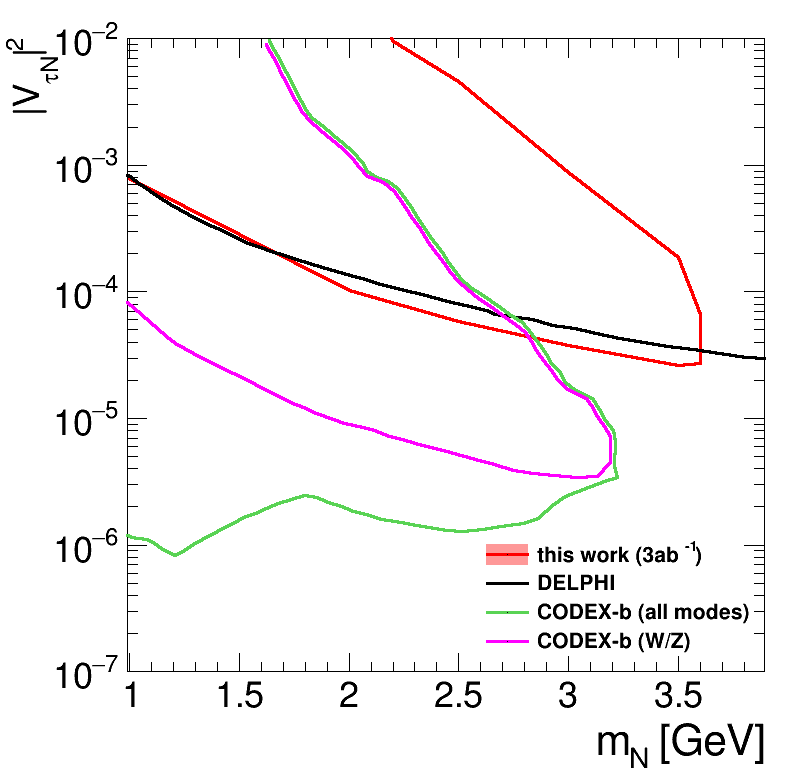 |V_τN|²
10⁻²
10⁻³
10⁻⁴
10⁻⁵
10⁻⁶
10⁻⁷
this work (3ab ⁻¹)
DELPHI
CODEX-b (all modes)
CODEX-b (W/Z)
1 1.5 2 2.5 3 3.5
m_N [GeV]